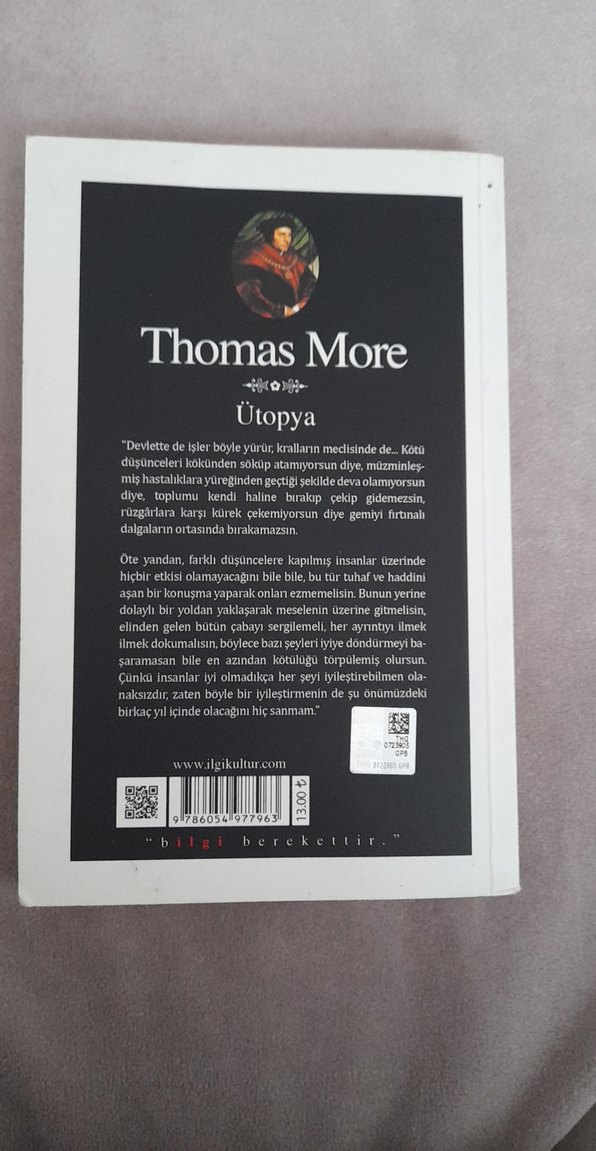 Thomas More
Ütopya
"Devlette de işler böyle yürür, kralların meclisinde de... Kötü
düşünceleri kökünden söküp atamıyorsun diye, müzminleş-
miş hastalıklara yüreğinden geçtiği şekilde deva olamıyorsun
diye, toplumu kendi haline bırakıp çekip gidemezsin,
rüzgârlara karşı kürek çekemiyorsun diye gemiyi fırtınalı
dalgaların ortasında bırakamazsın.
Öte yandan, farklı düşüncelere kapılmış insanlar üzerinde
hiçbir etkisi olamayacağını bile bile, bu tür tuhaf ve haddini
aşan bir konuşma yaparak onları ezmemelisin. Bunun yerine
dolaylı bir yoldan yaklaşarak meselenin üzerine gitmelisin,
elinden gelen bütün çabayı sergilemeli, her ayrıntıyı ilmek
ilmek dokumalısın, böylece bazı şeyleri iyiye döndürmeyi ba-
şaramasan bile en azından kötülüğü törpülemiş olursun.
Çünkü insanlar iyi olmadıkça her şeyi iyileştirebilmen ola-
naksızdır, zaten böyle bir iyileştirmenin de şu önümüzdeki
birkaç yıl içinde olacağını hiç sanmam."
THG
0723903
GPB
THG 0723903 GPB
www.ilgikultur.com
9 786054 977963
13.00 ₺
"bilgi berekettir."